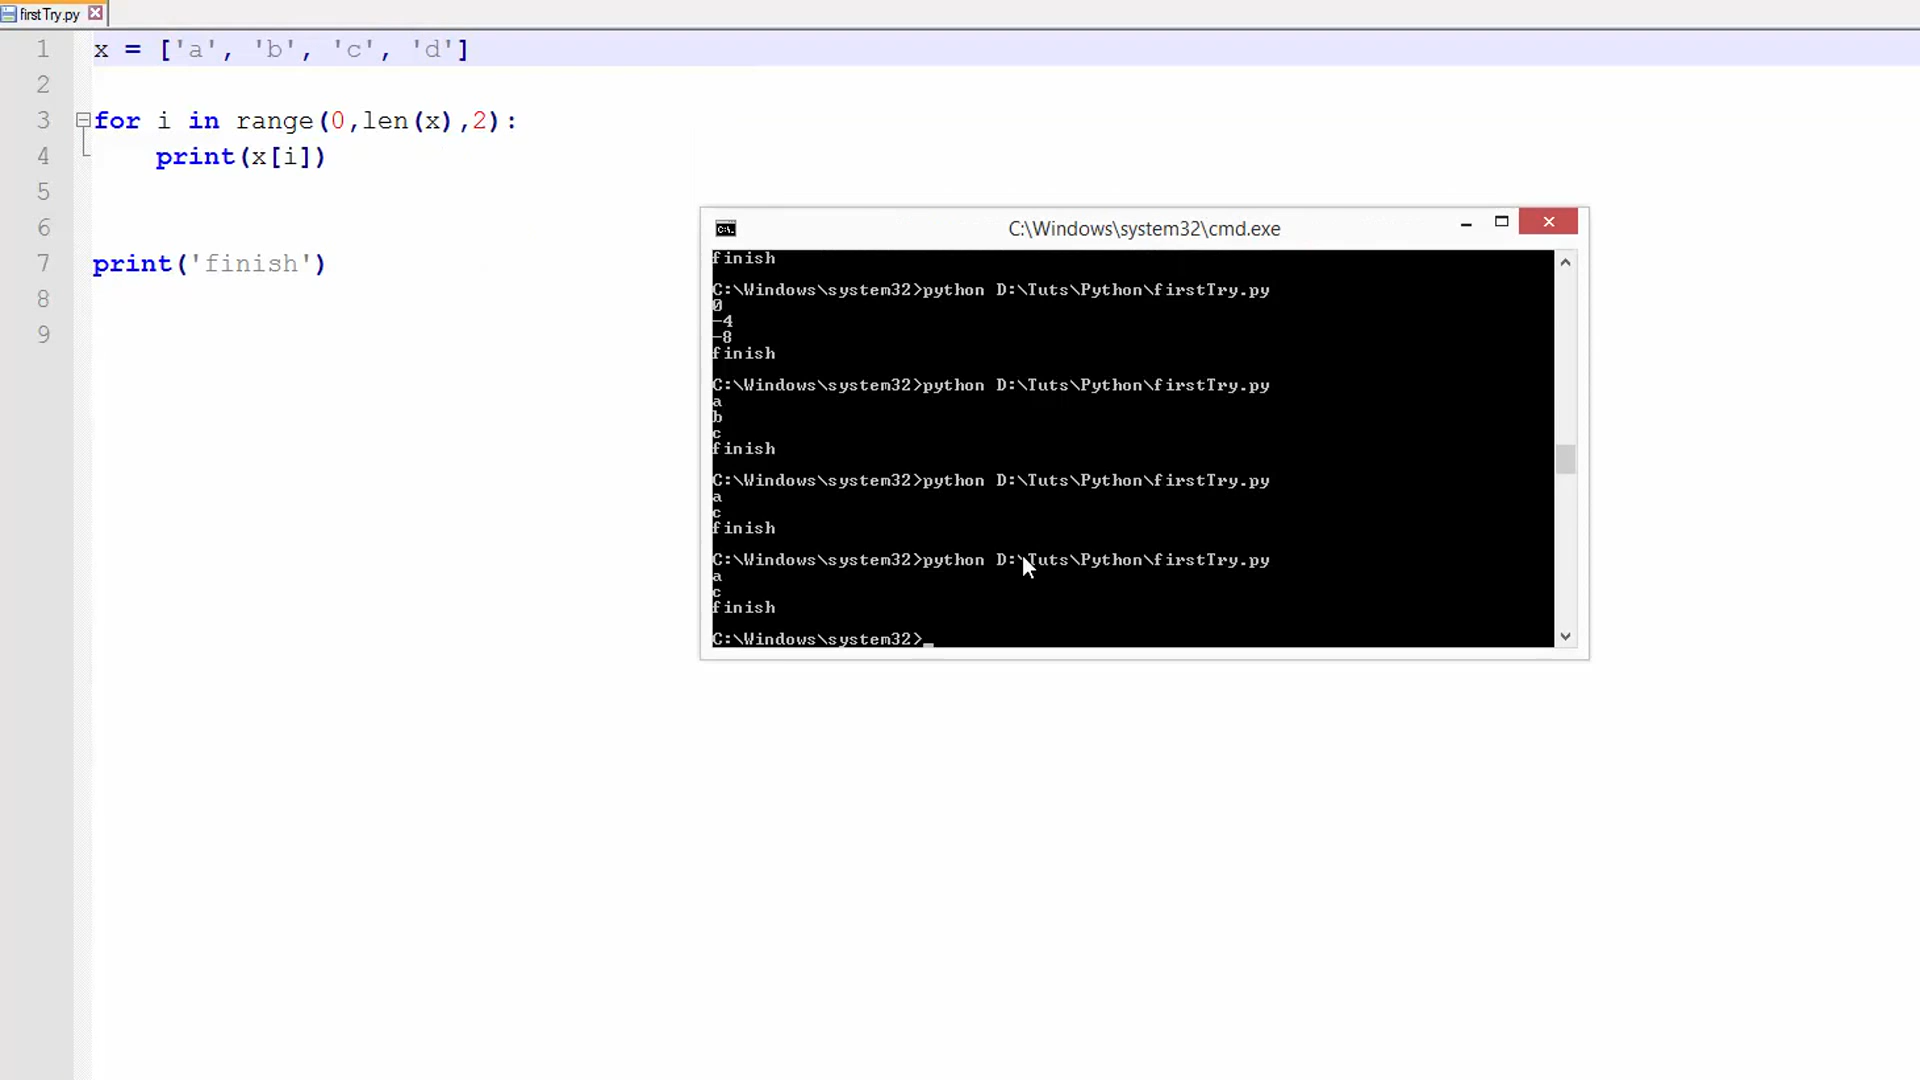 firstTry.py
1 x = ['a', 'b', 'c', 'd']
2
3 for i in range(0,len(x),2):
4 print(x[i])
5
6
7 print('finish')
8
9
C:\Windows\system32\cmd.exe
finish
C:\Windows\system32>python D:\Tuts\Python\firstTry.py
0
-4
-8
finish
C:\Windows\system32>python D:\Tuts\Python\firstTry.py
a
b
c
finish
C:\Windows\system32>python D:\Tuts\Python\firstTry.py
a
c
finish
C:\Windows\system32>python D:\Tuts\Python\firstTry.py
a
c
finish
C:\Windows\system32>_